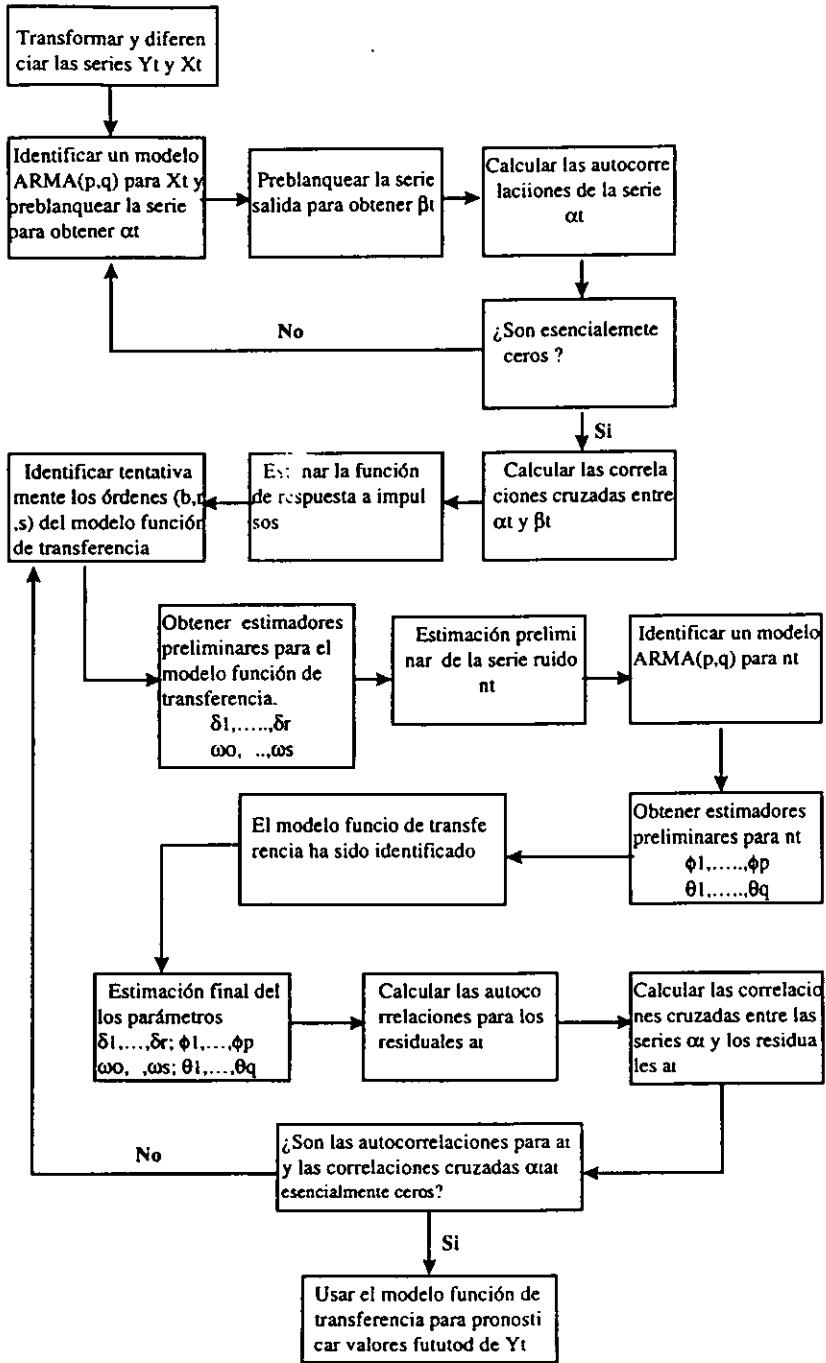 Transformar y diferen
ciar las series Yt y Xt
Identificar un modelo
ARMA(p,q) para Xt y
preblanquear la serie
para obtener αt
Preblanquear la serie
salida para obtener βt
Calcular las autocorre
laciiones de la serie
αt
No
¿Son esencialemete
ceros ?
Si
Identificar tentativa
mente los órdenes (b,r
,s) del modelo función
de transferencia
la función
de respuesta a impul
sos
Calcular las correla
ciones cruzadas entre
αt y βt
Obtener estimadores
preliminares para el
modelo función de
transferencia.
δ1,.....,δr
ωo, ..,ωs
Estimación prelimi
nar de la serie ruido
nt
Identificar un modelo
ARMA(p,q) para nt
El modelo funcio de transfe
rencia ha sido identificado
Obtener estimadores
preliminares para nt
ϕ1,.....,ϕp
θ1,.....,θq
Estimación final del
los parámetros
δ1,...,δr; ϕ1,...,ϕp
ωo, ,ωs; θ1,...,θq
Calcular las autoco
rrelaciones para los
residuales at
Calcular las correlacio
nes cruzadas entre las
series αt y los residua
les at
No
¿Son las autocorrelaciones para at
y las correlaciones cruzadas αtat
esencialmente ceros?
Si
Usar el modelo función de
transferencia para pronosti
car valores fututod de Yt